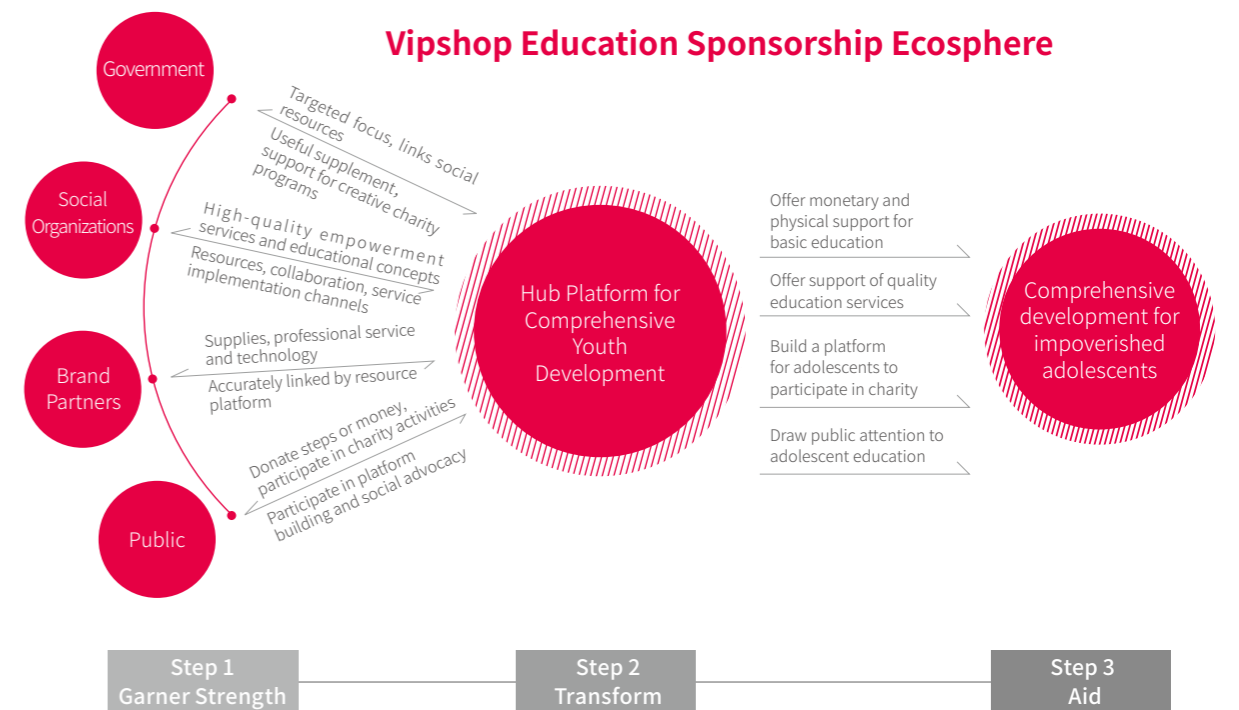 Vipshop Education Sponsorship Ecosphere
Government
Targeted focus, links social
resources
Useful supplement,
support for creative charity
programs
Social
Organizations
High-quality empowerment
services and educational concepts
Resources, collaboration, service
implementation channels
Brand
Partners
Supplies, professional service
and technology
Accurately linked by resource
platform
Public
Donate steps or money,
participate in charity activities
Participate in platform
building and social advocacy
Hub Platform for
Comprehensive
Youth
Development
Offer monetary and
physical support for
basic education
Offer support of quality
education services
Build a platform
for adolescents to
participate in charity
Draw public attention to
adolescent education
Comprehensive
development for
impoverished
adolescents
Step 1
Garner Strength
Step 2
Transform
Step 3
Aid